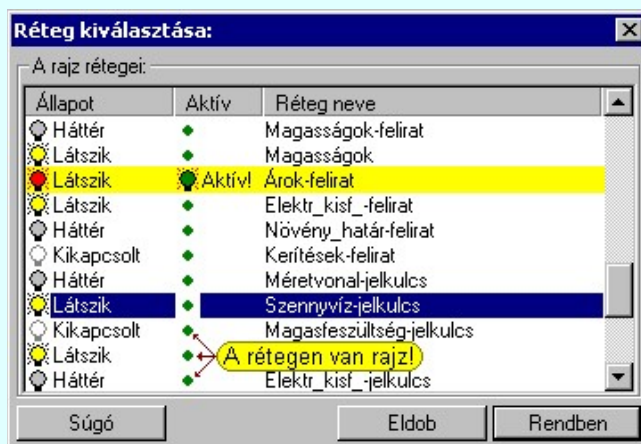 Réteg kiválasztása:
A rajz rétegei:
Állapot Aktív Réteg neve
Háttér Magasságok-felirat
Látszik Magasságok
Látszik Aktív! Árok-felirat
Látszik Elektr_kisf_-felirat
Háttér Növény_határ-felirat
Kikapcsolt Kerítések-felirat
Háttér Méretvonal-jelkulcs
Látszik Szennyvíz-jelkulcs
Kikapcsolt Magasfeszültség-jelkulcs
Látszik A rétegen van rajz!
Háttér Elektr_kisf_-jelkulcs
Súgó Eldob Rendben